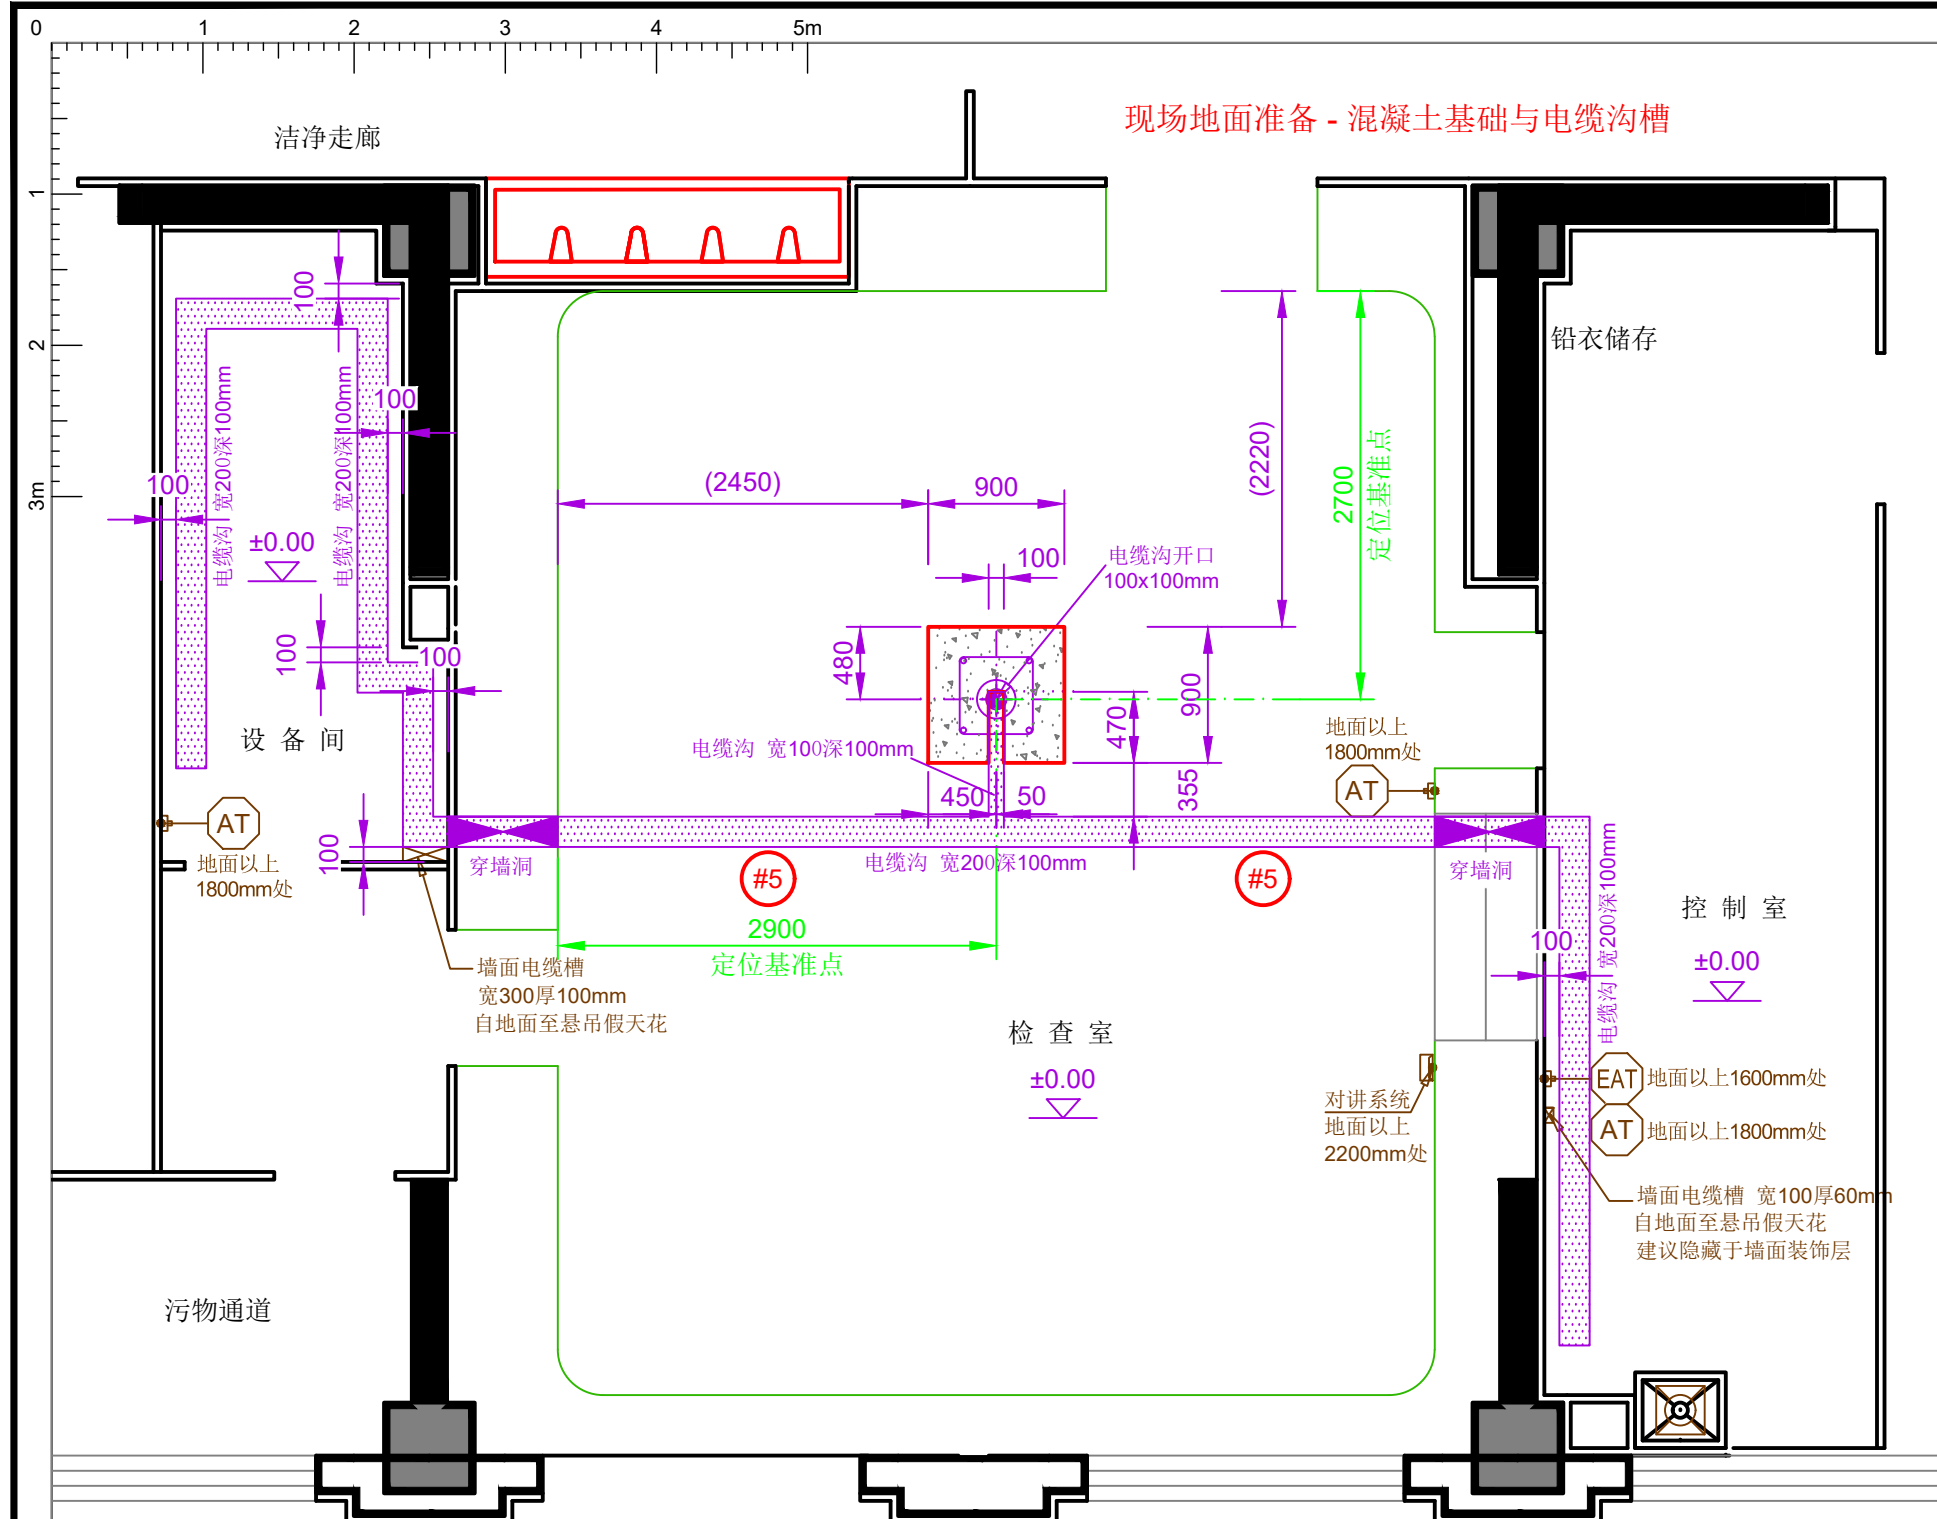 0 1 2 3 4 5m
现场地面准备 - 混凝土基础与电缆沟槽
洁净走廊
1
2
3m
100
铅衣储存
100
100
电缆沟 宽200深100mm
电缆沟 宽200深100mm
±0.00
100
100
设 备 间
(2450)
900
(2220)
2700
定位基准点
100
电缆沟开口
100x100mm
480
470
900
355
电缆沟 宽100深100mm
450
50
地面以上
1800mm处
AT
AT
地面以上
1800mm处
100
穿墙洞
#5
电缆沟 宽200深100mm
#5
穿墙洞
2900
定位基准点
墙面电缆槽
宽300厚100mm
自地面至悬吊假天花
电缆沟 宽200深100mm
100
控 制 室
±0.00
检 查 室
±0.00
对讲系统
地面以上
2200mm处
EAT
地面以上1600mm处
AT
地面以上1800mm处
墙面电缆槽 宽100厚60mm
自地面至悬吊假天花
建议隐藏于墙面装饰层
污物通道